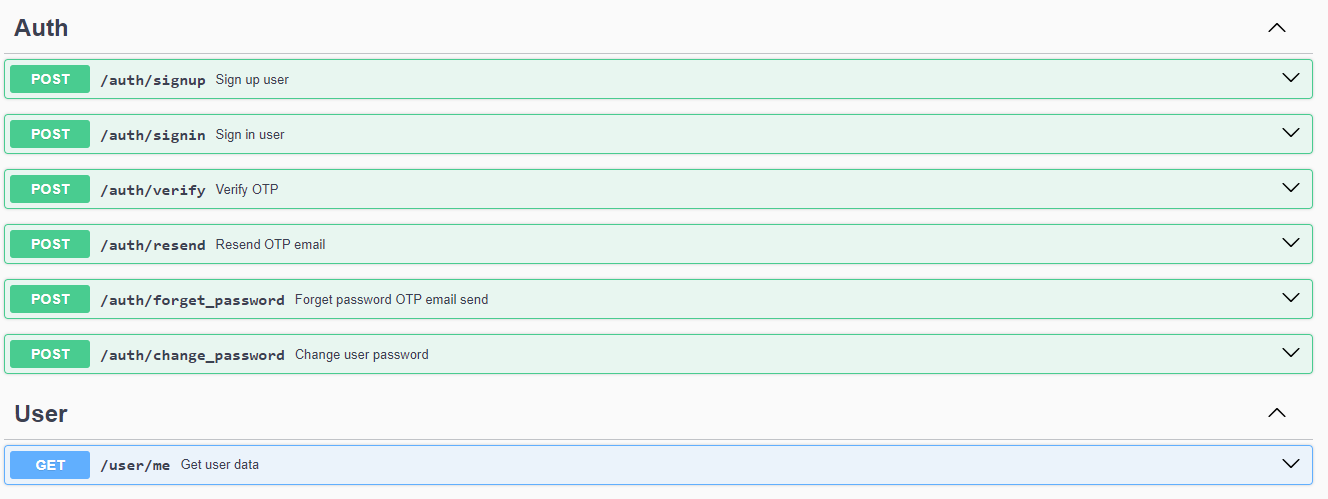 Auth
POST /auth/signup Sign up user
POST /auth/signin Sign in user
POST /auth/verify Verify OTP
POST /auth/resend Resend OTP email
POST /auth/forget_password Forget password OTP email send
POST /auth/change_password Change user password
User
GET /user/me Get user data